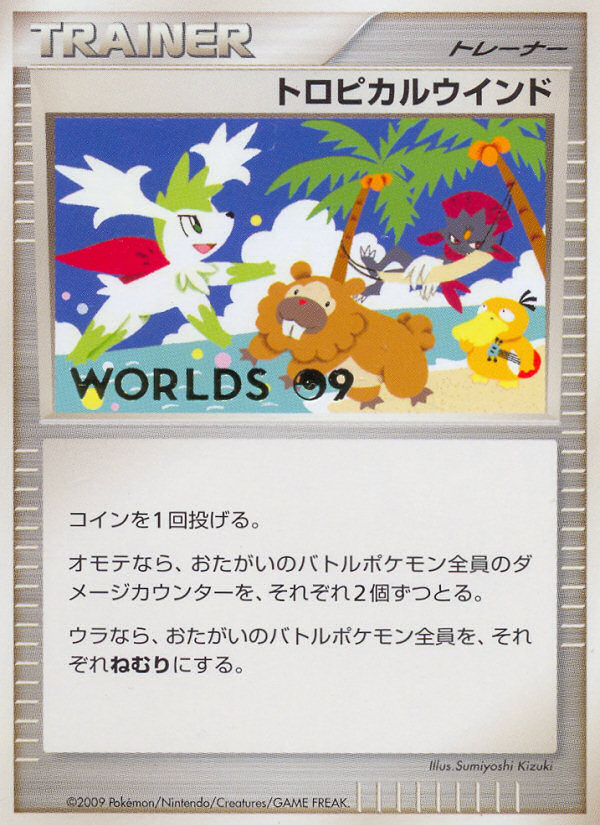 TRAINER
トレーナー
トロピカルウインド
WORLDS 09
コインを1回投げる。
オモテなら、おたがいのバトルポケモン全員のダ
メージカウンターを、それぞれ2個ずつとる。
ウラなら、おたがいのバトルポケモン全員を、それ
ぞれねむりにする。
Illus.Sumiyoshi Kizuki
©2009 Pokémon/Nintendo/Creatures/GAME FREAK.